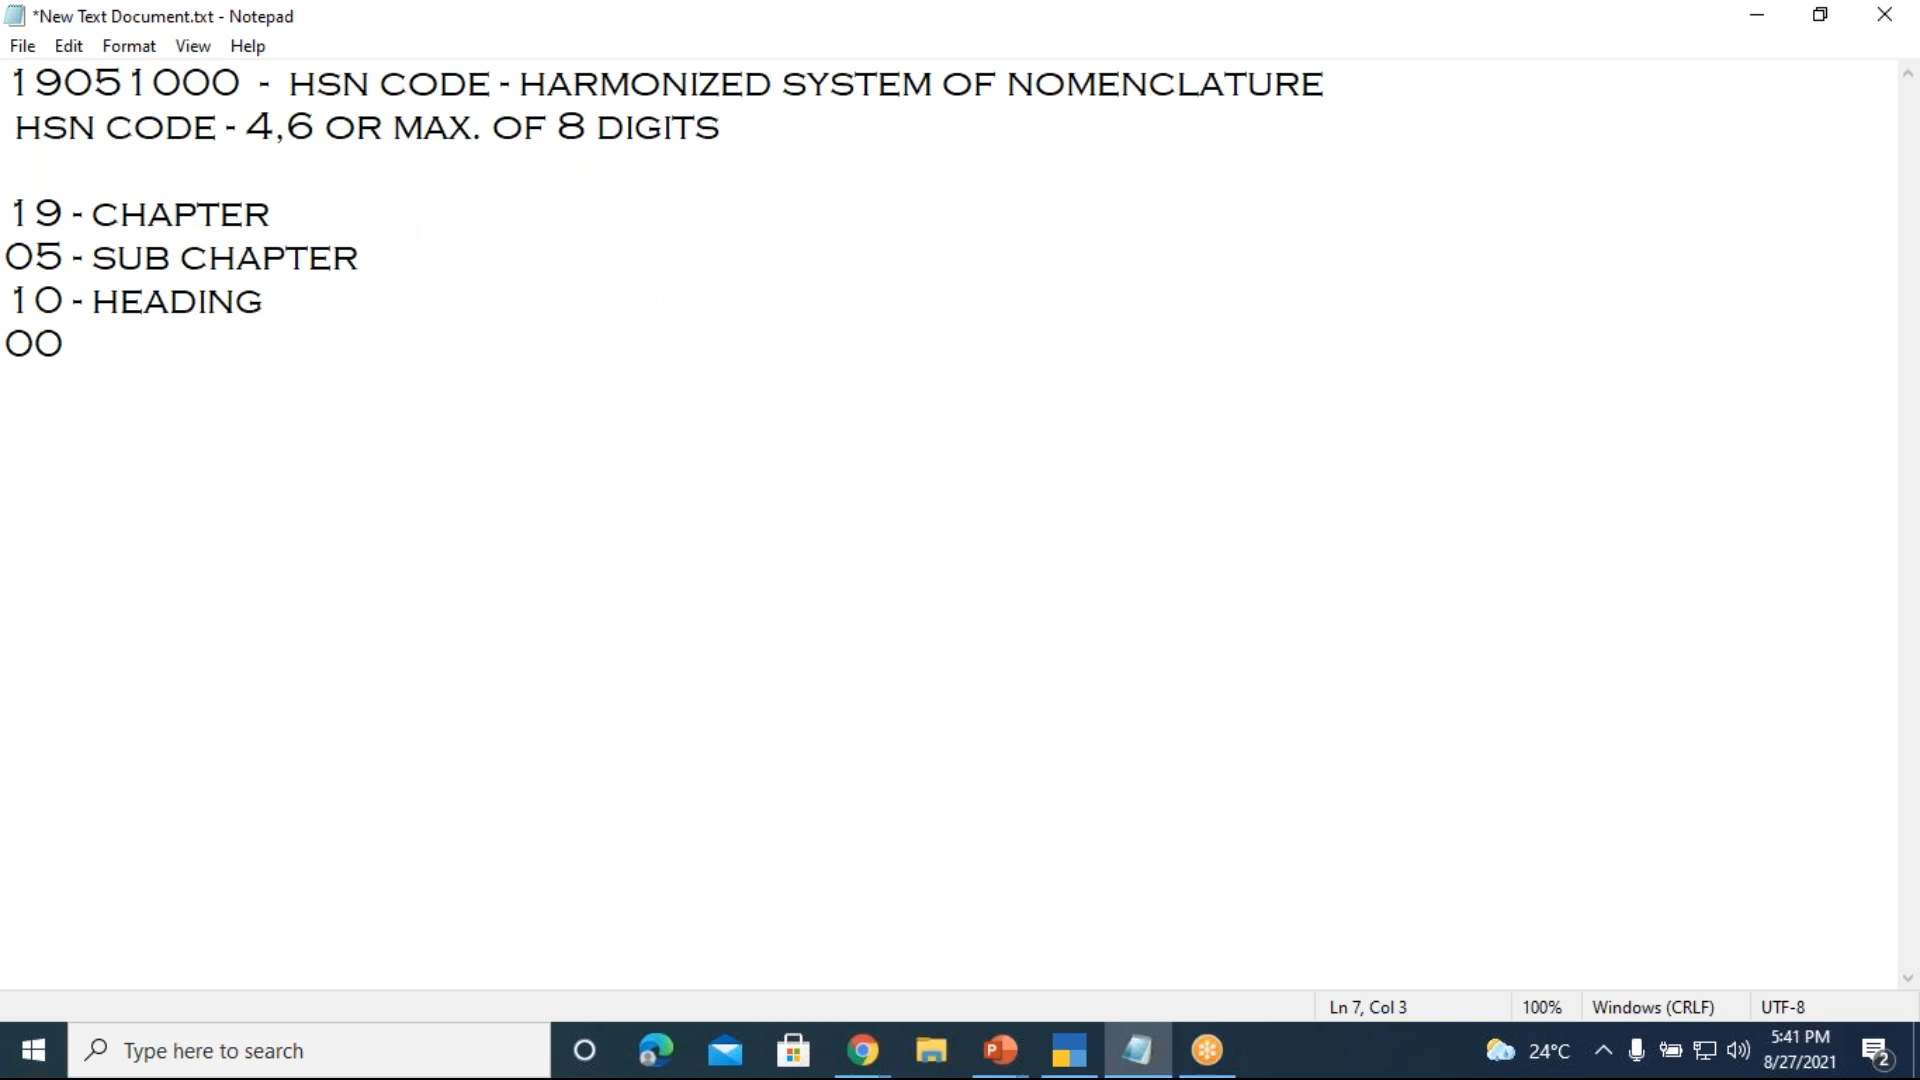 *New Text Document.txt - Notepad
File Edit Format View Help
19051000 - HSN CODE - HARMONIZED SYSTEM OF NOMENCLATURE
HSN CODE - 4,6 OR MAX. OF 8 DIGITS
19 - CHAPTER
05 - SUB CHAPTER
10 - HEADING
00
Ln 7, Col 3 100% Windows (CRLF) UTF-8
Type here to search
24°C
5:41 PM
8/27/2021
2